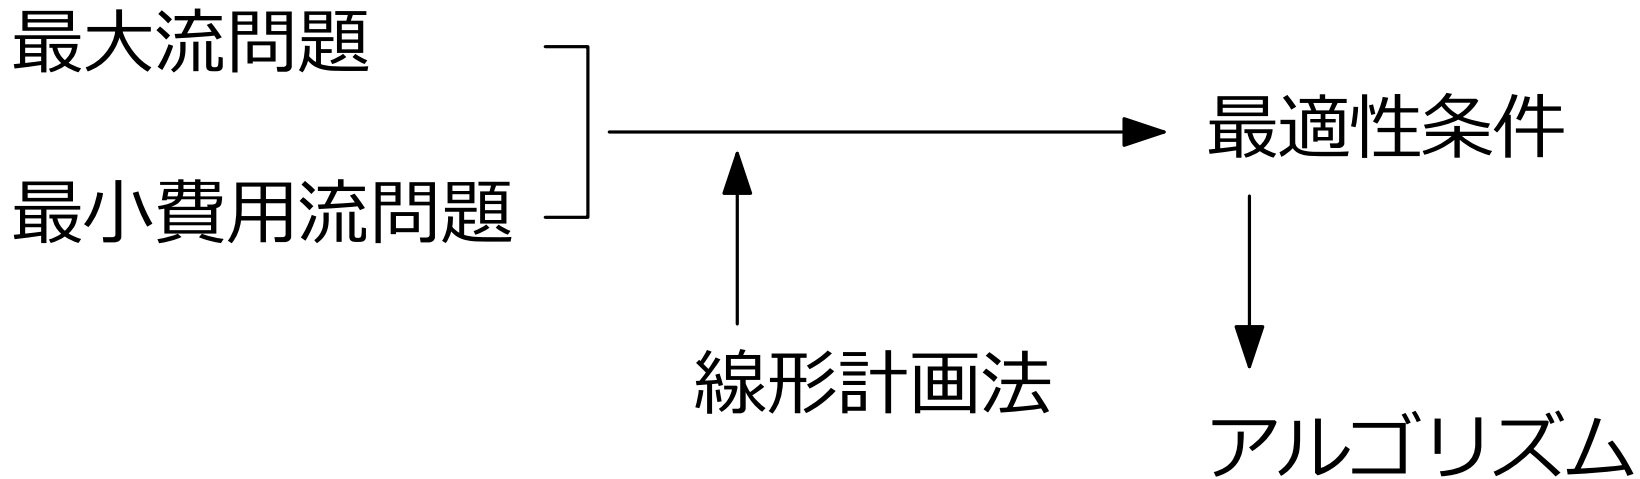 最大流問題
最小費用流問題
最適性条件
線形計画法
アルゴリズム